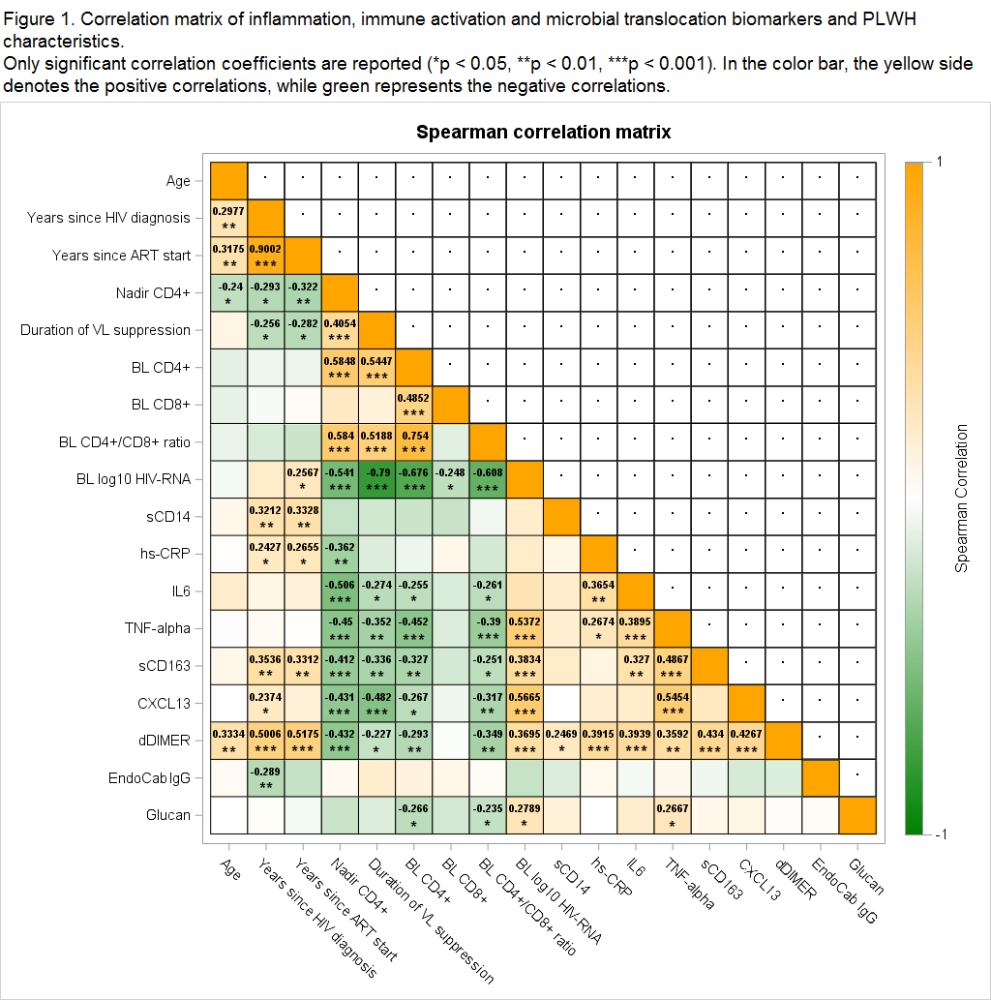 Figure 1. Correlation matrix of inflammation, immune activation and microbial translocation biomarkers and PLWH
characteristics.
Only significant correlation coefficients are reported (*p < 0.05, **p < 0.01, ***p < 0.001). In the color bar, the yellow side
denotes the positive correlations, while green represents the negative correlations.
Spearman correlation matrix
Age
Years since HIV diagnosis 0.2977
**
Years since ART start 0.3175 0.9002
** ***
Nadir CD4+ -0.24 -0.293 -0.322
* * **
Duration of VL suppression -0.256 -0.282 0.4054
* * ***
BL CD4+ 0.5848 0.5447
*** ***
BL CD8+ 0.4852
***
BL CD4+/CD8+ ratio 0.584 0.5188 0.754
*** *** ***
BL log10 HIV-RNA 0.2567 -0.541 -0.79 -0.676 -0.248 -0.608
* *** *** *** * ***
sCD14 0.3212 0.3328
** **
hs-CRP 0.2427 0.2655 -0.362
* * **
IL6 -0.506 -0.274 -0.255 -0.261 0.3654
*** * * * **
TNF-alpha -0.45 -0.352 -0.452 -0.39 0.5372 0.2674 0.3895
*** ** *** *** *** * ***
sCD163 0.3536 0.3312 -0.412 -0.336 -0.327 -0.251 0.3834 0.327 0.4867
** ** *** ** ** * *** ** ***
CXCL13 0.2374 -0.431 -0.482 -0.267 -0.317 0.5665 0.5454
* *** *** * ** *** ***
dDIMER 0.3334 0.5006 0.5175 -0.432 -0.227 -0.293 -0.349 0.3695 0.2469 0.3915 0.3939 0.3592 0.434 0.4267
** *** *** *** * ** ** *** * *** *** ** *** ***
EndoCab IgG -0.289
**
Glucan -0.266 -0.235 0.2789 0.2667
* * * *
Age
Years since HIV diagnosis
Years since ART start
Nadir CD4+
Duration of VL suppression
BL CD4+
BL CD8+
BL CD4+/CD8+ ratio
BL log10 HIV-RNA
sCD14
hs-CRP
IL6
TNF-alpha
sCD163
CXCL13
dDIMER
EndoCab IgG
Glucan
1
Spearman Correlation
-1